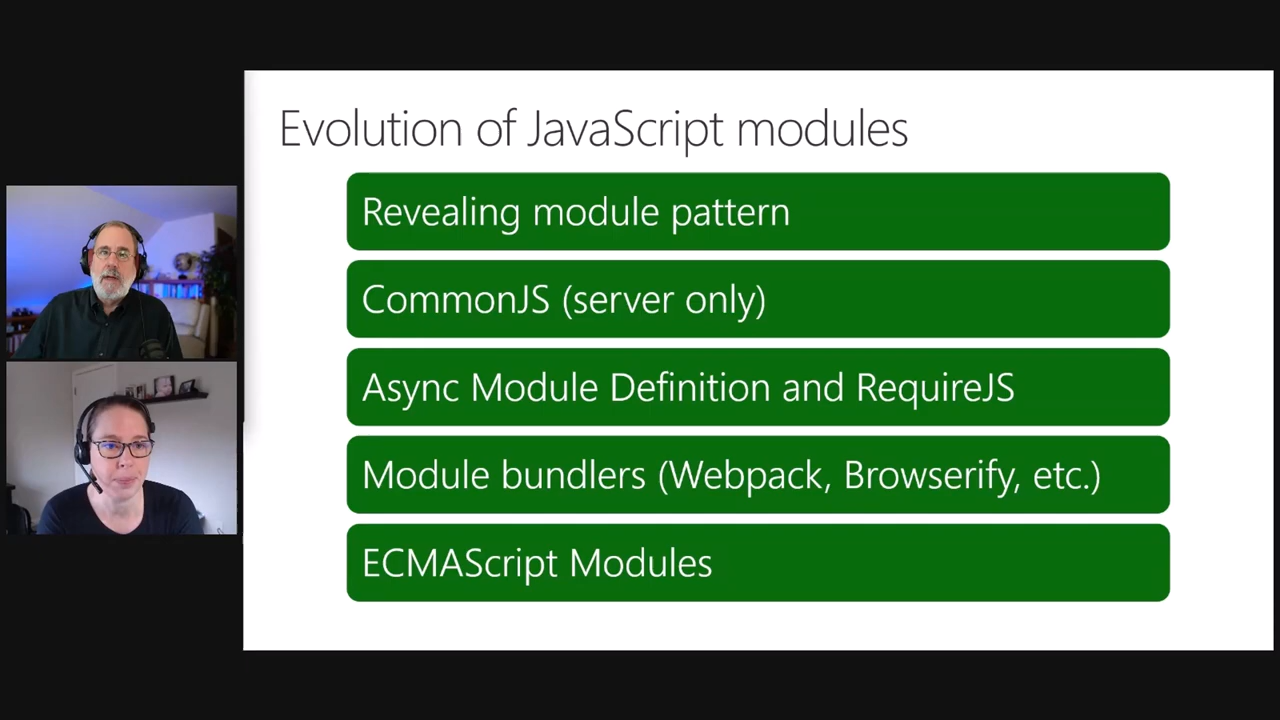 Evolution of JavaScript modules
Revealing module pattern
CommonJS (server only)
Async Module Definition and RequireJS
Module bundlers (Webpack, Browserify, etc.)
ECMAScript Modules